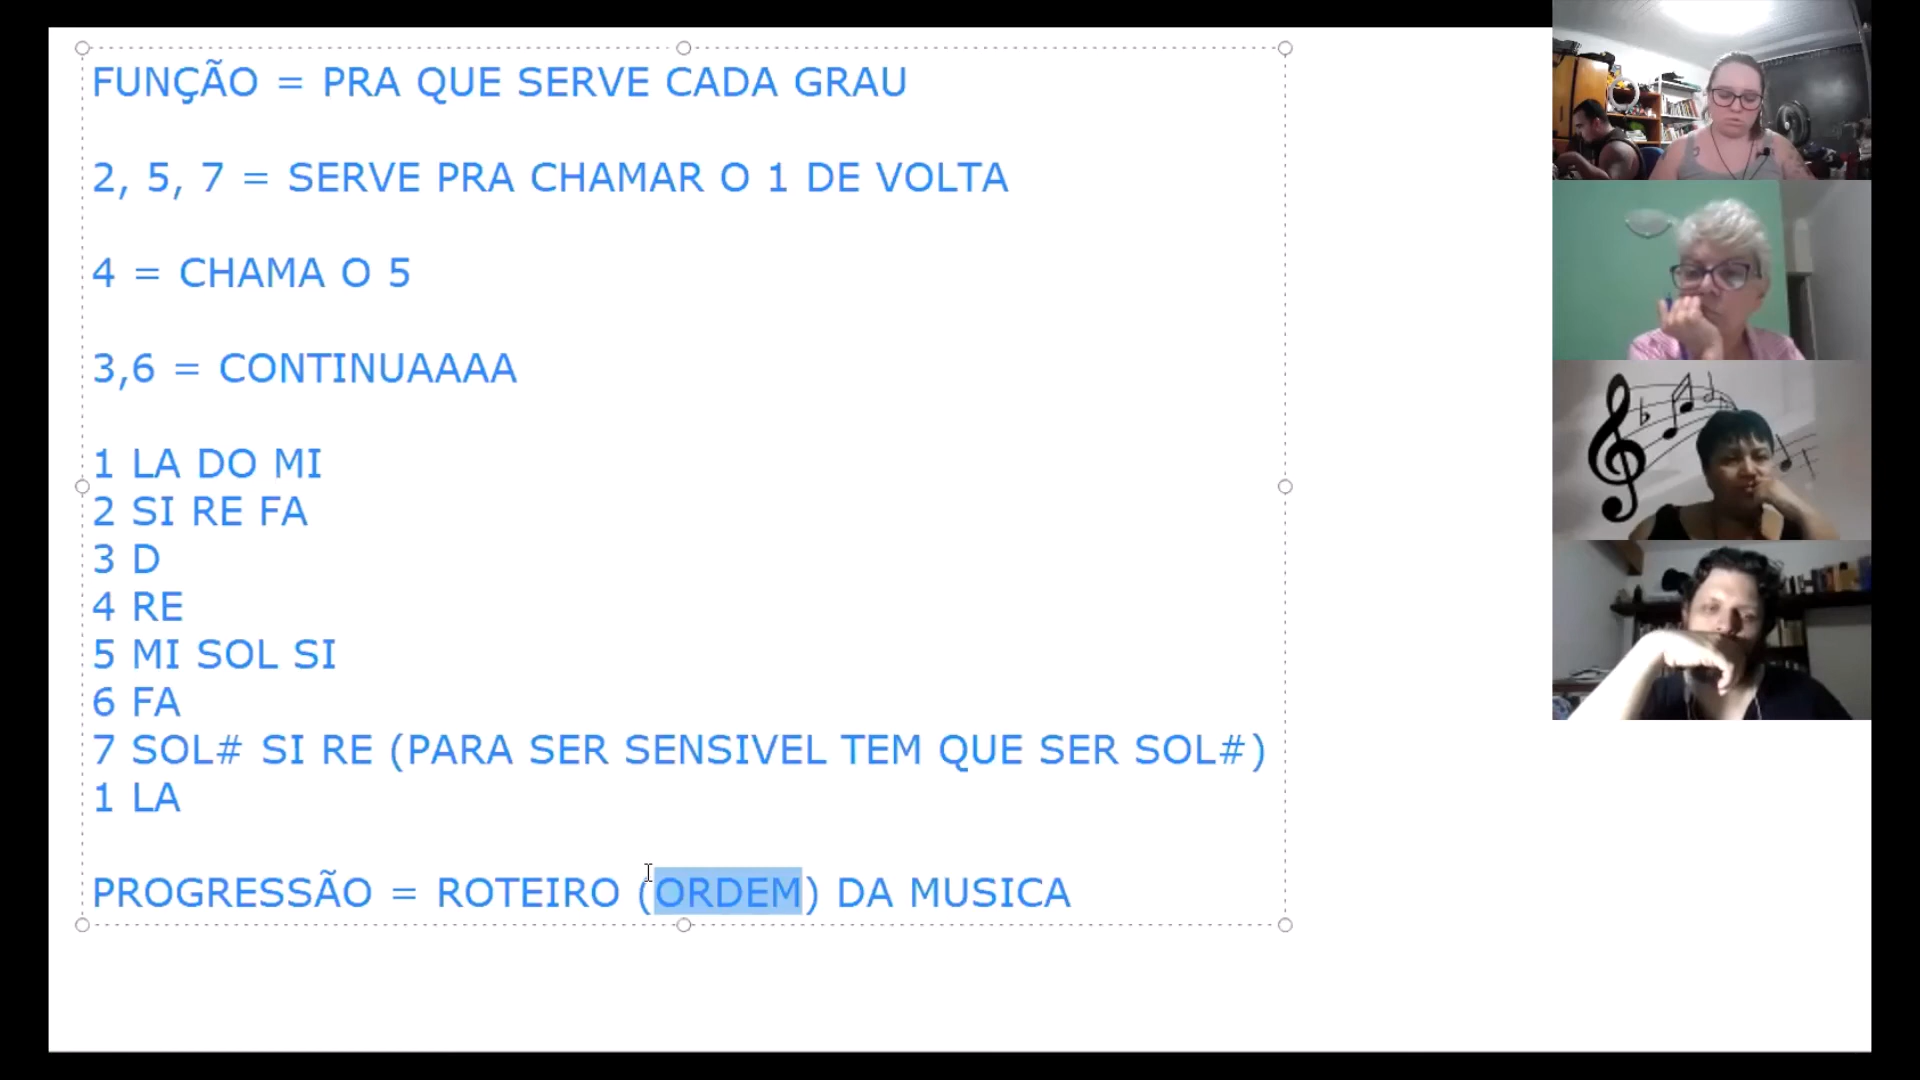 FUNÇÃO = PRA QUE SERVE CADA GRAU
2, 5, 7 = SERVE PRA CHAMAR O 1 DE VOLTA
4 = CHAMA O 5
3,6 = CONTINUAAAA
1 LA DO MI
2 SI RE FA
3 D
4 RE
5 MI SOL SI
6 FA
7 SOL# SI RE (PARA SER SENSIVEL TEM QUE SER SOL#)
1 LA
PROGRESSÃO = ROTEIRO (ORDEM) DA MUSICA